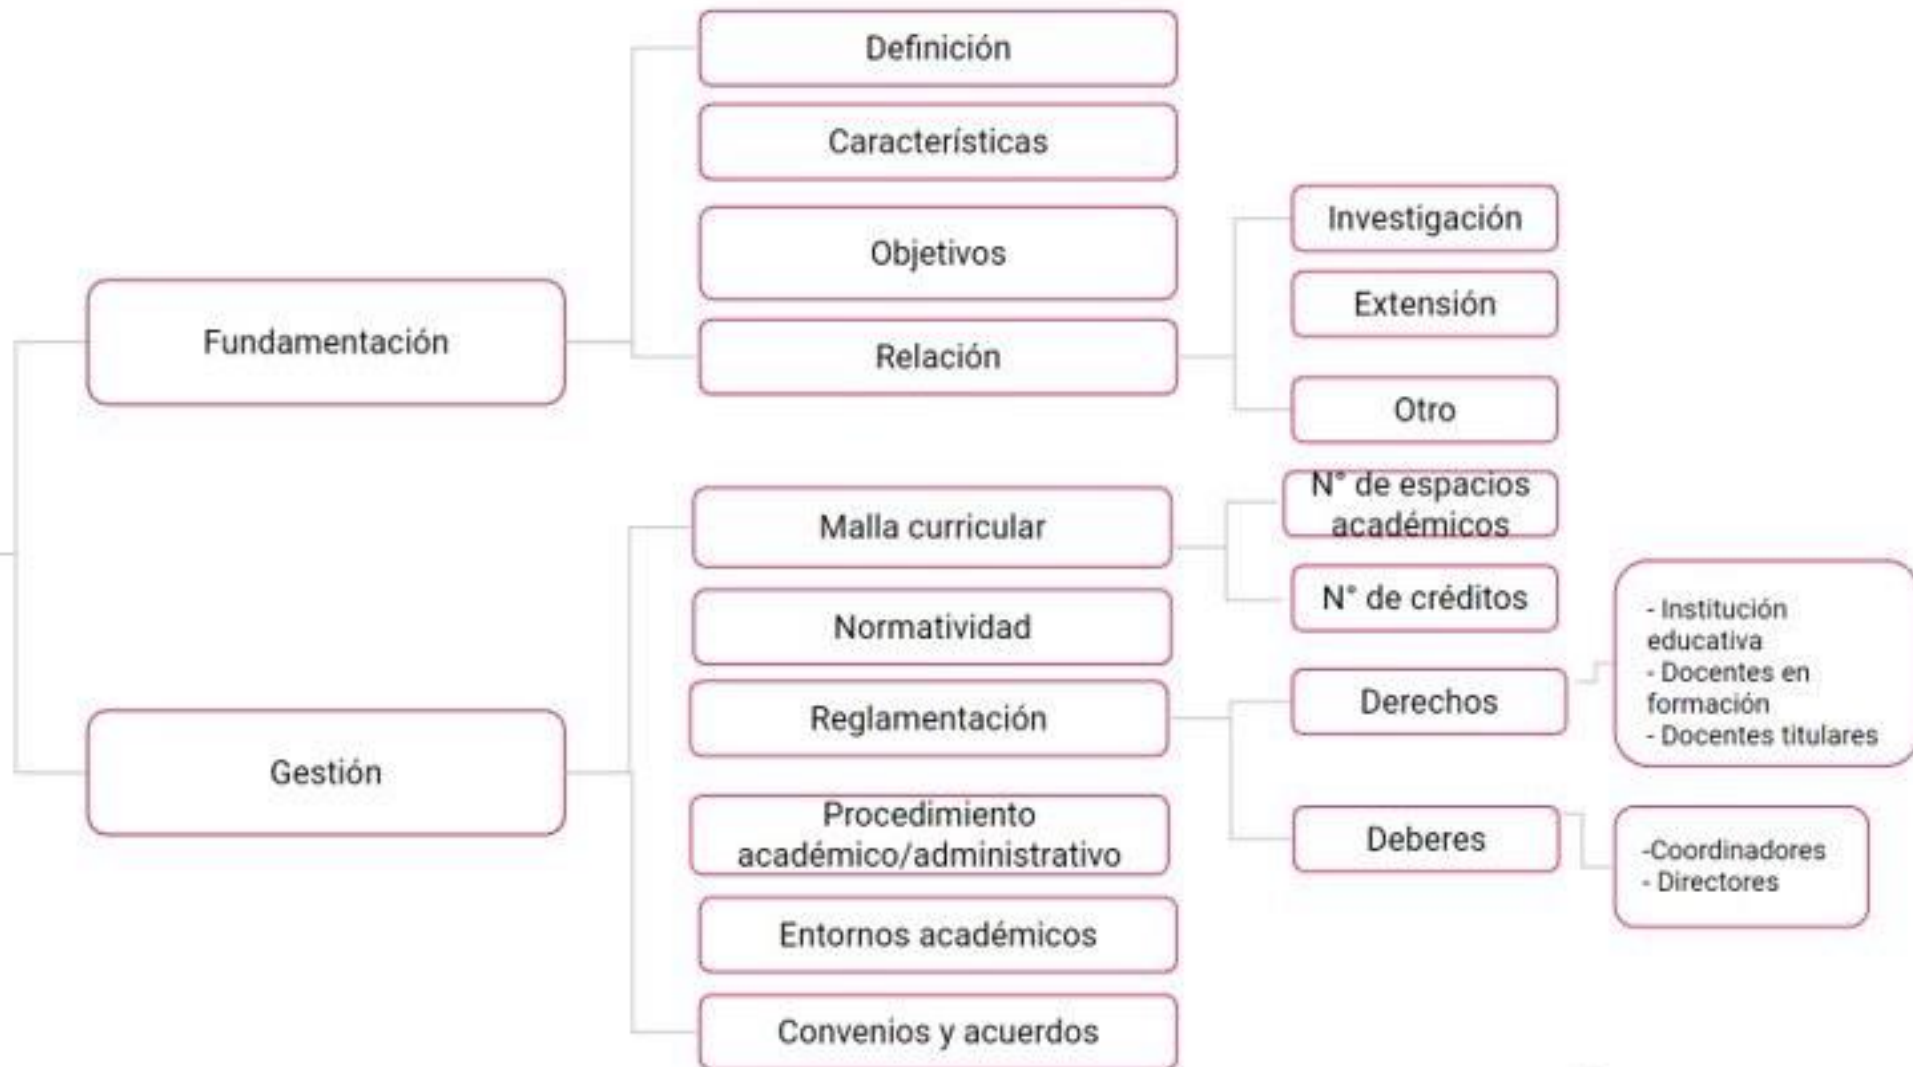 Definición
Característícas
Objetivos
Relación
Investigación
Extensión
Otro
Fundamentación
Malla curricular
N° de espacios
académicos
N° de créditos
Normatividad
Reglamentación
Derechos
- Institución
educativa
- Docentes en
formación
- Docentes titulares
Gestión
Procedimiento
académico/administrativo
Deberes
-Coordinadores
- Directores
Entornos académicos
Convenios y acuerdos